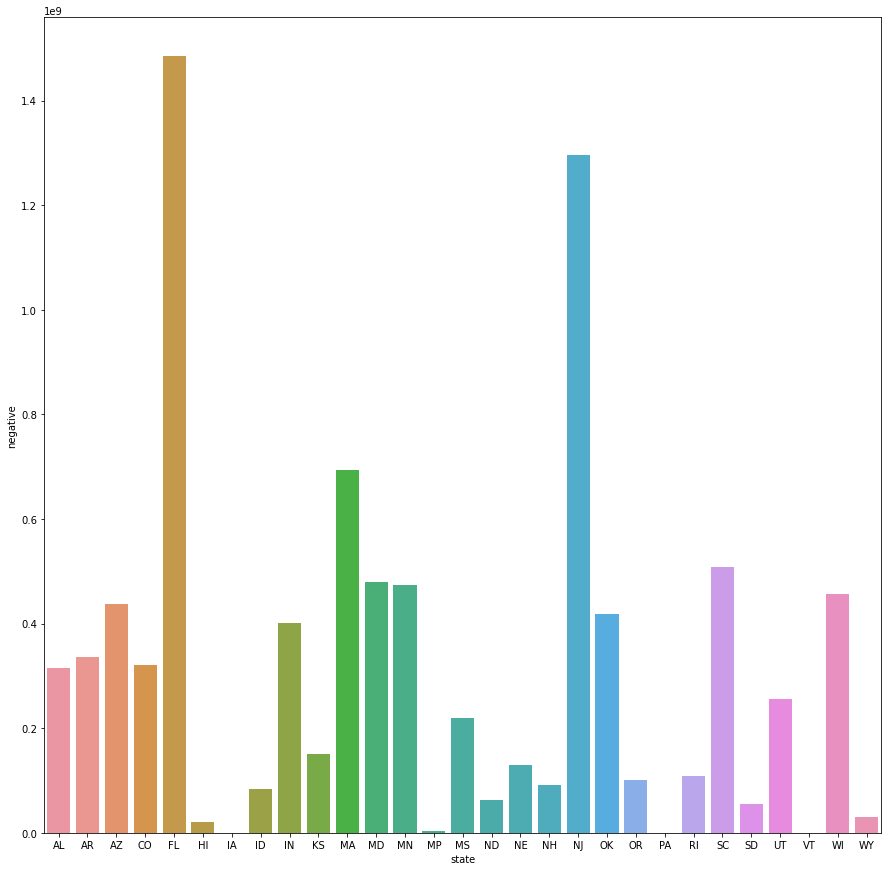 1e9
1.4
1.2
1.0
0.8
0.6
0.4
0.2
0.0
negative
AL AR AZ CO FL HI IA ID IN KS MA MD MN MP MS ND NE NH NJ OK OR PA RI SC SD UT VT WI WY
state